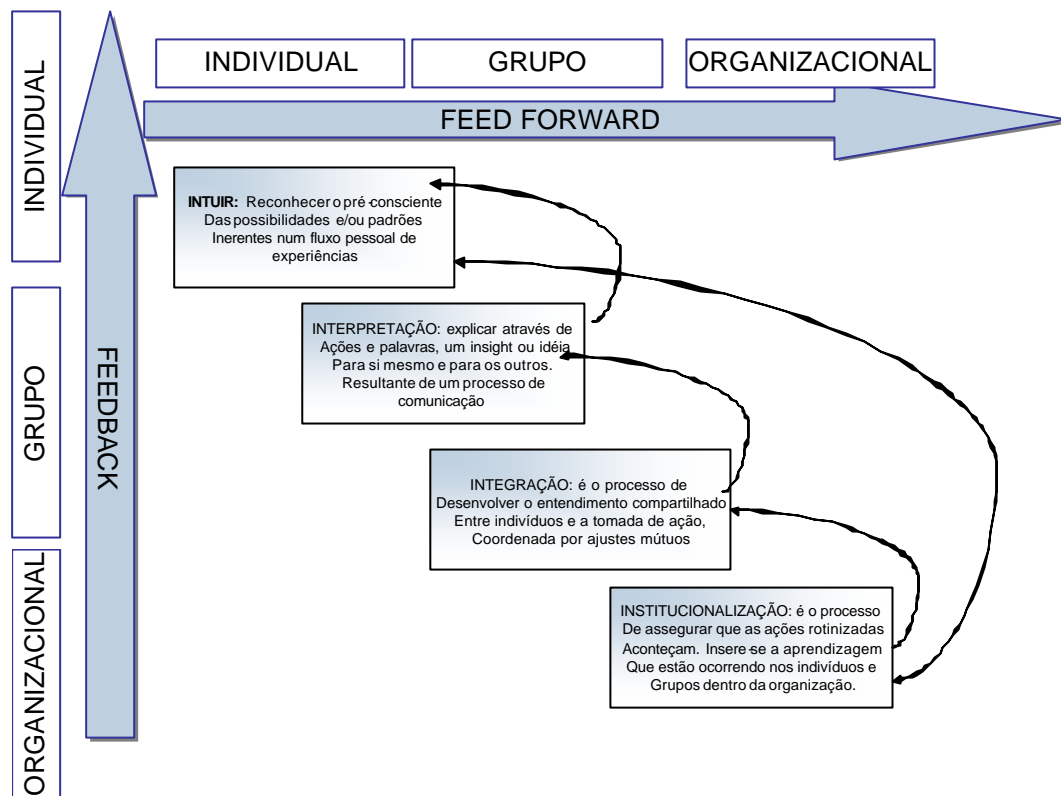 INDIVIDUAL
GRUPO
ORGANIZACIONAL
FEED FORWARD
INDIVIDUAL
GRUPO
ORGANIZACIONAL
FEEDBACK
INTUIR: Reconhecer o pré-consciente
Das possibilidades e/ou padrões
Inerentes num fluxo pessoal de
experiências
INTERPRETAÇÃO: explicar através de
Ações e palavras, um insight ou idéia
Para si mesmo e para os outros.
Resultante de um processo de
comunicação
INTEGRAÇÃO: é o processo de
Desenvolver o entendimento compartilhado
Entre indivíduos e a tomada de ação,
Coordenada por ajustes mútuos
INSTITUCIONALIZAÇÃO: é o processo
De assegurar que as ações rotinizadas
Aconteçam. Insere-se a aprendizagem
Que estão ocorrendo nos indivíduos e
Grupos dentro da organização.